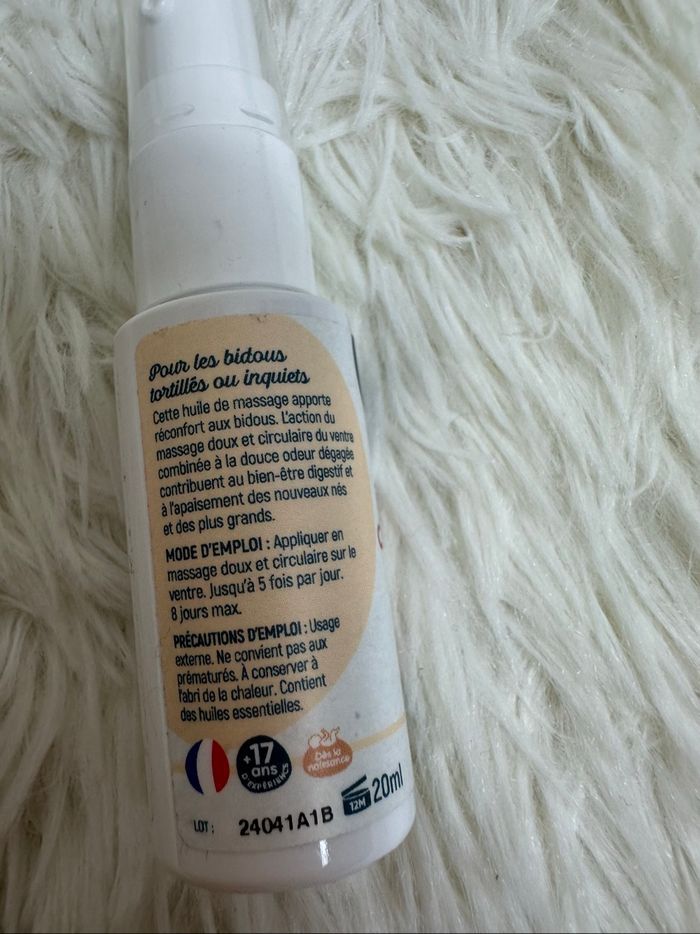 Pour les bidous
tortillés ou inquiets
Cette huile de massage apporte
réconfort aux bidous. L'action du
massage doux et circulaire du ventre
combinée à la douce odeur dégagée
contribuent au bien-être digestif et
à l'apaisement des nouveaux nés
et des plus grands.
MODE D'EMPLOI : Appliquer en
massage doux et circulaire sur le
ventre. Jusqu'à 5 fois par jour.
8 jours max.
PRÉCAUTIONS D'EMPLOI : Usage
externe. Ne convient pas aux
prématurés. À conserver à
l'abri de la chaleur. Contient
des huiles essentielles.
+17
ans
D'EXPÉRIENCE
Dès la
naissance
12M
20ml
LOT : 24041A1B